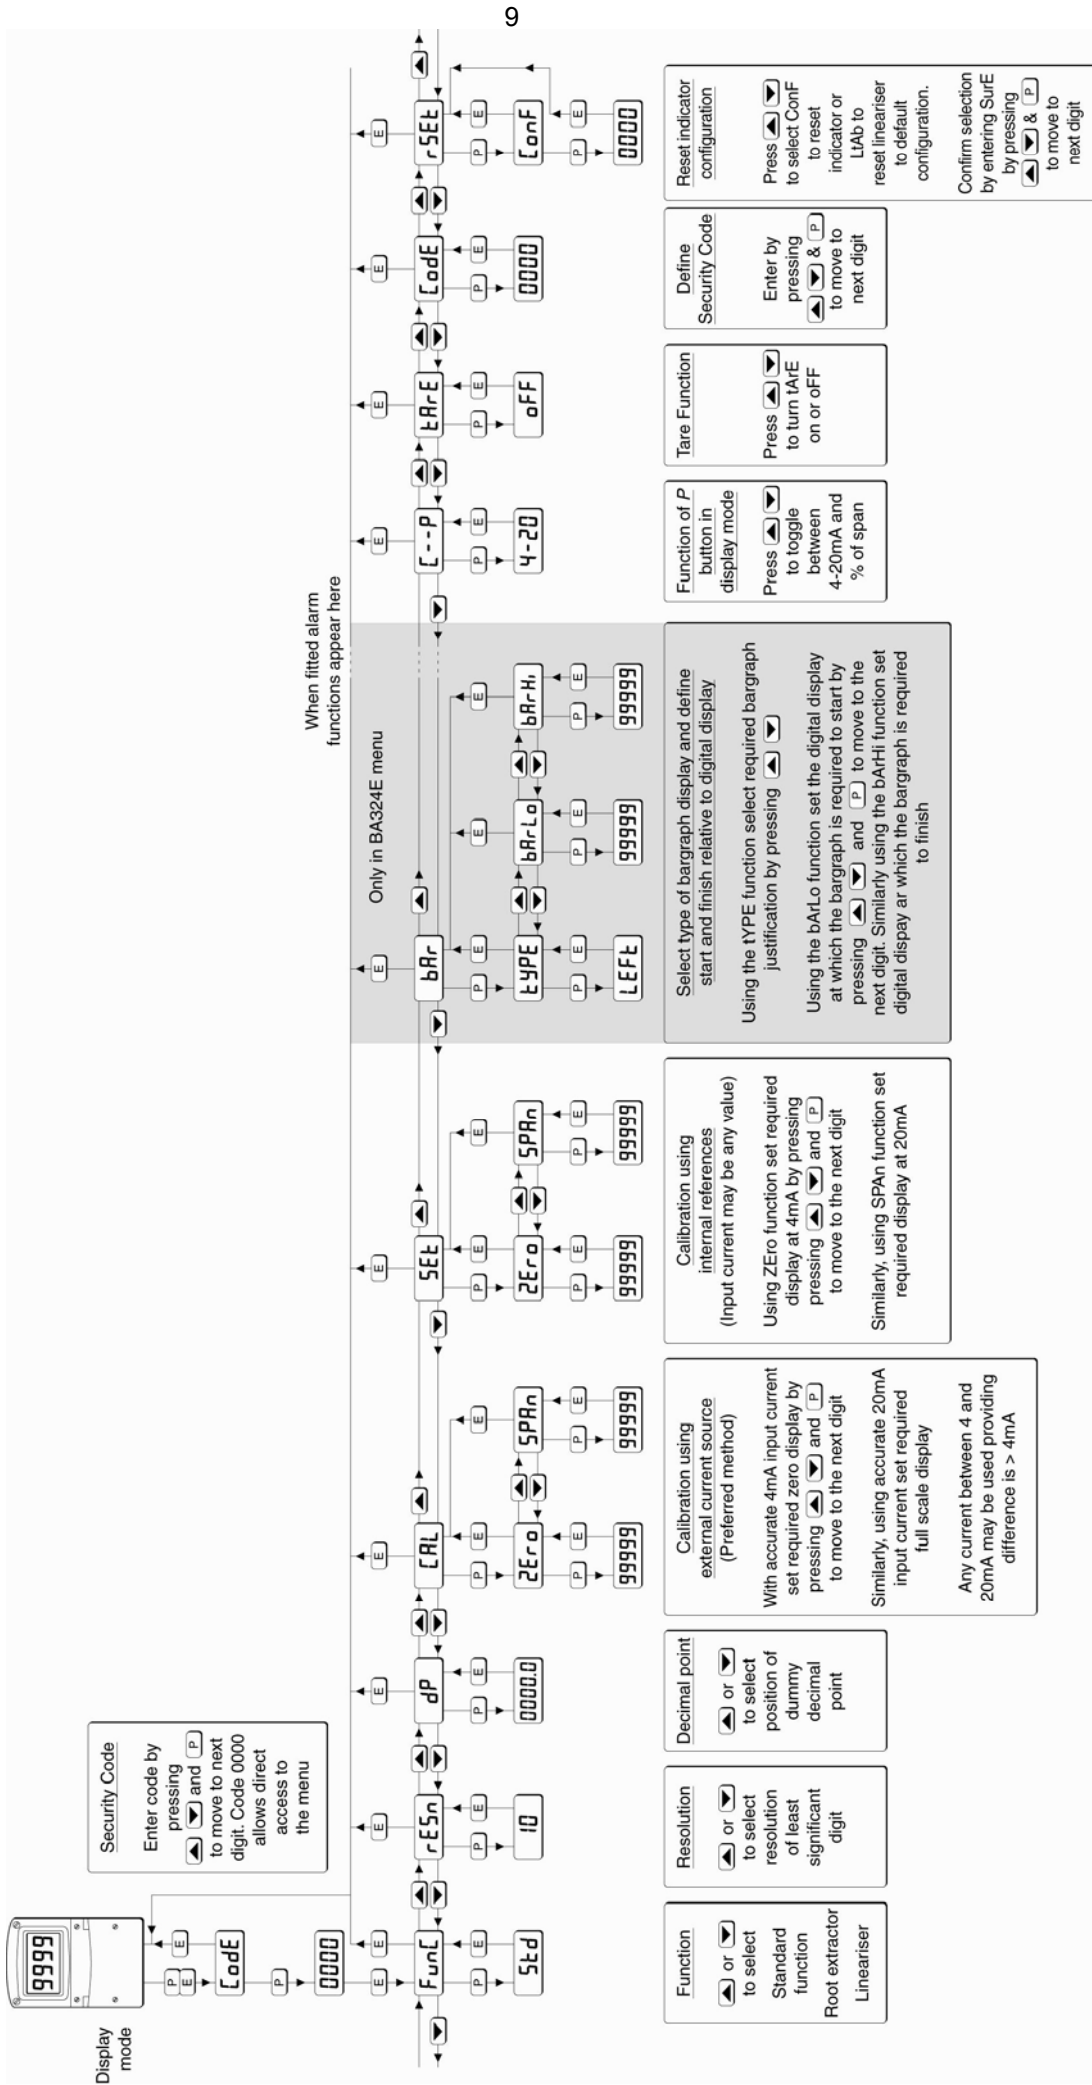 9
Display
mode
9999
P
E
E
CodE
P
0000
E
E
Security Code
Enter code by
pressing
▲ ▼ and P
to move to next
digit. Code 0000
allows direct
access to
the menu
FunC
P
E
Std
Function
▲ or ▼
to select
Standard
function
Root extractor
Lineariser
E
rESn
P
E
10
Resolution
▲ or ▼
to select
resolution
of least
significant
digit
E
dP
P
E
0000.0
Decimal point
▲ or ▼
to select
position of
dummy
decimal
point
E
CAL
P
E
E
ZEro
SPAn
P
E
P
E
99999
99999
Calibration using
external current source
(Preferred method)
With accurate 4mA input current
set required zero display by
pressing ▲ ▼ and P
to move to the next digit
Similarly, using accurate 20mA
input current set required
full scale display
Any current between 4 and
20mA may be used providing
difference is > 4mA
E
SEt
P
E
E
ZEro
SPAn
P
E
P
E
99999
99999
Calibration using
internal references
(Input current may be any value)
Using ZEro function set required
display at 4mA by pressing
pressing ▲ ▼ and P
to move to the next digit
Similarly, using SPAn function set
required display at 20mA
Only in BA324E menu
E
bAr
P
E
E
E
tYPE
bArLo
bArHi
P
E
P
E
P
E
LEFt
99999
99999
Select type of bargraph display and define
start and finish relative to digital display
Using the tYPE function select required bargraph
justification by pressing ▲ ▼
Using the bArLo function set the digital display
at which the bargraph is required to start by
pressing ▲ ▼ and P to move to the
next digit. Similarly using the bArHi function set
digital dispay ar which the bargraph is required
to finish
When fitted alarm
functions appear here
E
C--P
P
E
4-20
Function of P
button in
display mode
Press ▲ ▼
to toggle
between
4-20mA and
% of span
E
tArE
P
E
oFF
Tare Function
Press ▲ ▼
to turn tArE
on or oFF
E
CodE
P
E
0000
Define
Security Code
Enter by
pressing
▲ ▼ & P
to move to
next digit
E
rSEt
P
E
ConF
P
E
0000
Reset indicator
configuration
Press ▲ ▼
to select ConF
to reset
indicator or
LtAb to
reset lineariser
to default
configuration.
Confirm selection
by entering SurE
by pressing
▲ ▼ & P
to move to
next digit